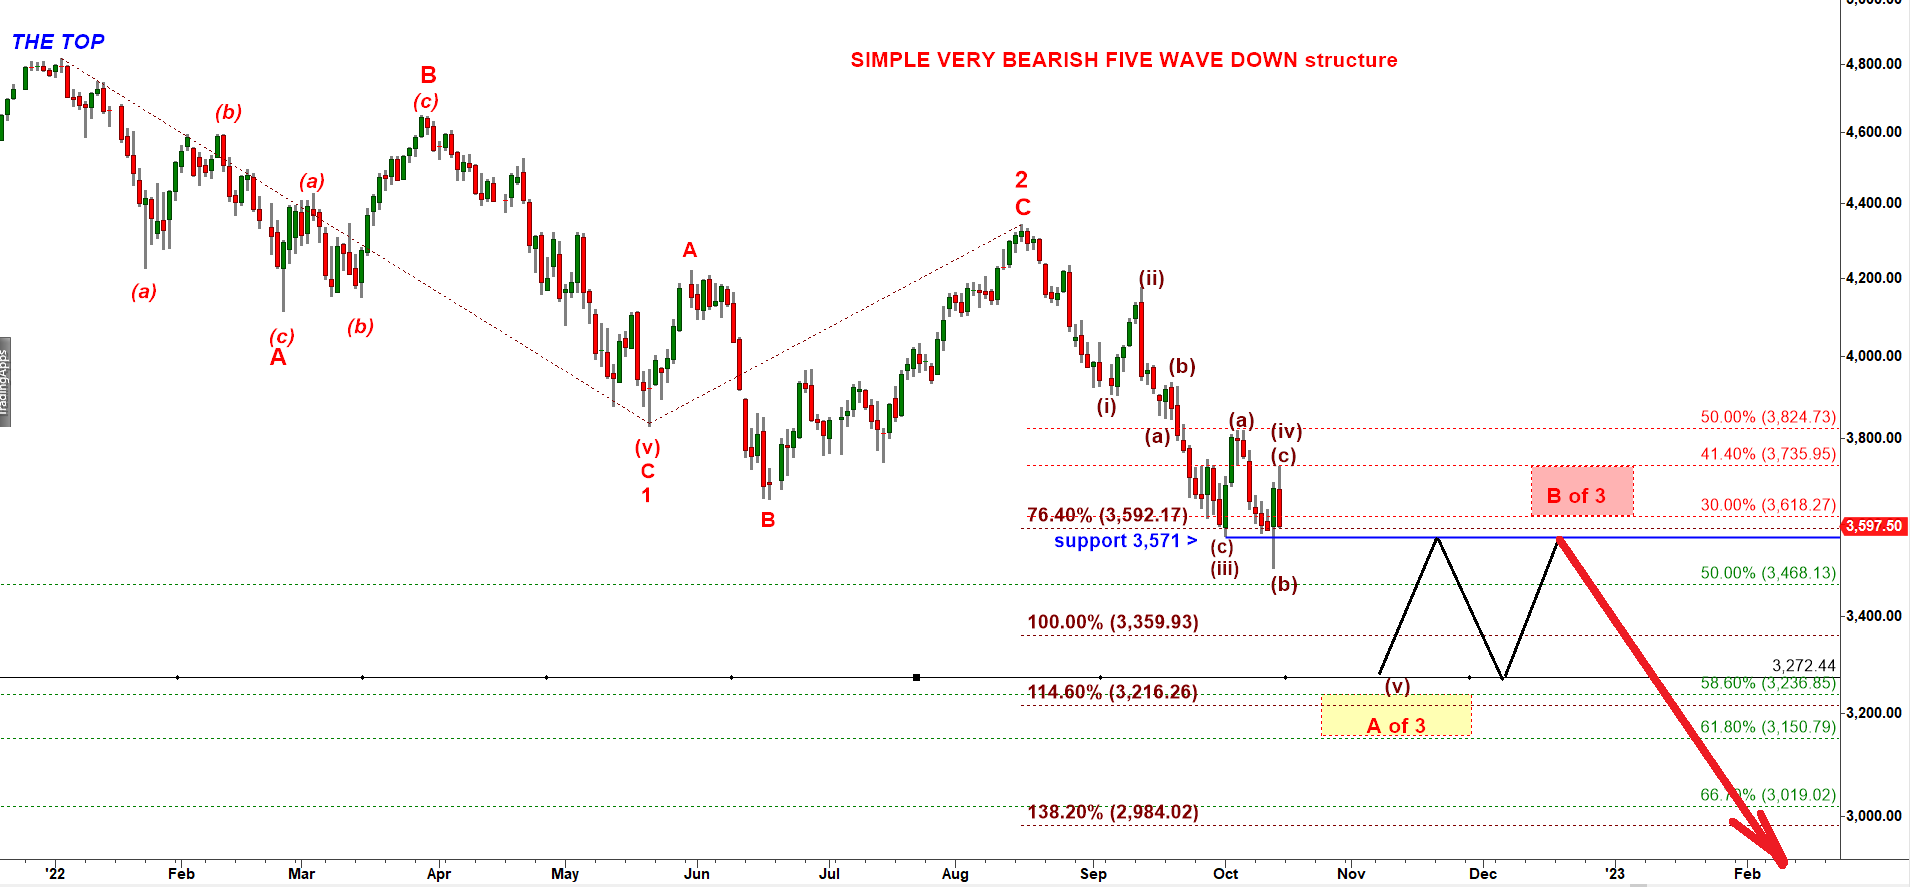 THE TOP
SIMPLE VERY BEARISH FIVE WAVE DOWN structure
4,800.00
B
(c)
(b)
4,600.00
(a)
4,400.00
2
C
A
(ii)
4,200.00
(a)
(b)
(c)
A
4,000.00
TradingApps
(b)
(i)
50.00% (3,824.73)
(a)
(iv)
(a)
3,800.00
(v)
(c)
41.40% (3,735.95)
C
1
B of 3
30.00% (3,618.27)
B
76.40% (3,592.17)
3,597.50
support 3,571 >
(c)
(iii)
50.00% (3,468.13)
(b)
100.00% (3,359.93)
3,400.00
3,272.44
(v)
58.60% (3,236.85)
114.60% (3,216.26)
3,200.00
A of 3
61.80% (3,150.79)
66.70% (3,019.02)
138.20% (2,984.02)
3,000.00
'22 Feb Mar Apr May Jun Jul Aug Sep Oct Nov Dec '23 Feb